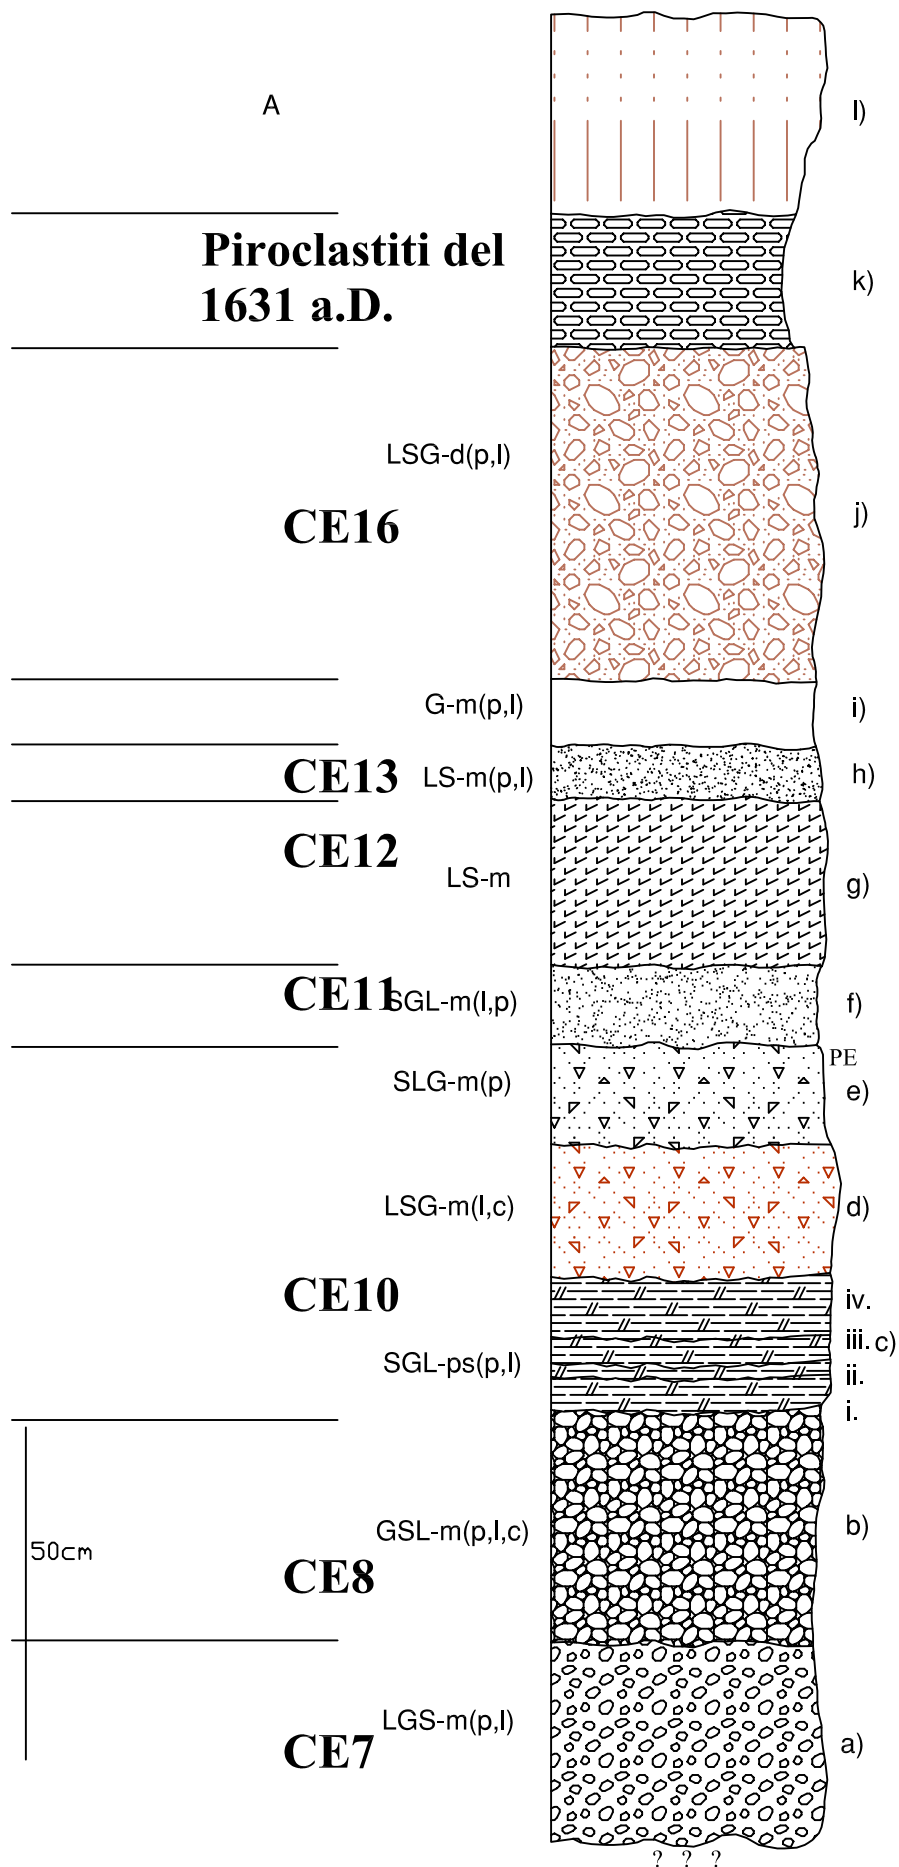 A
l)
Piroclastiti del
1631 a.D.
k)
LSG-d(p,l)
CE16
j)
G-m(p,l)
i)
CE13
LS-m(p,l)
h)
CE12
LS-m
g)
CE11
SGL-m(l,p)
f)
PE
SLG-m(p)
e)
LSG-m(l,c)
d)
CE10
iv.
iii. c)
SGL-ps(p,l)
ii.
i.
GSL-m(p,l,c)
b)
50cm
CE8
LGS-m(p,l)
CE7
a)
? ? ?